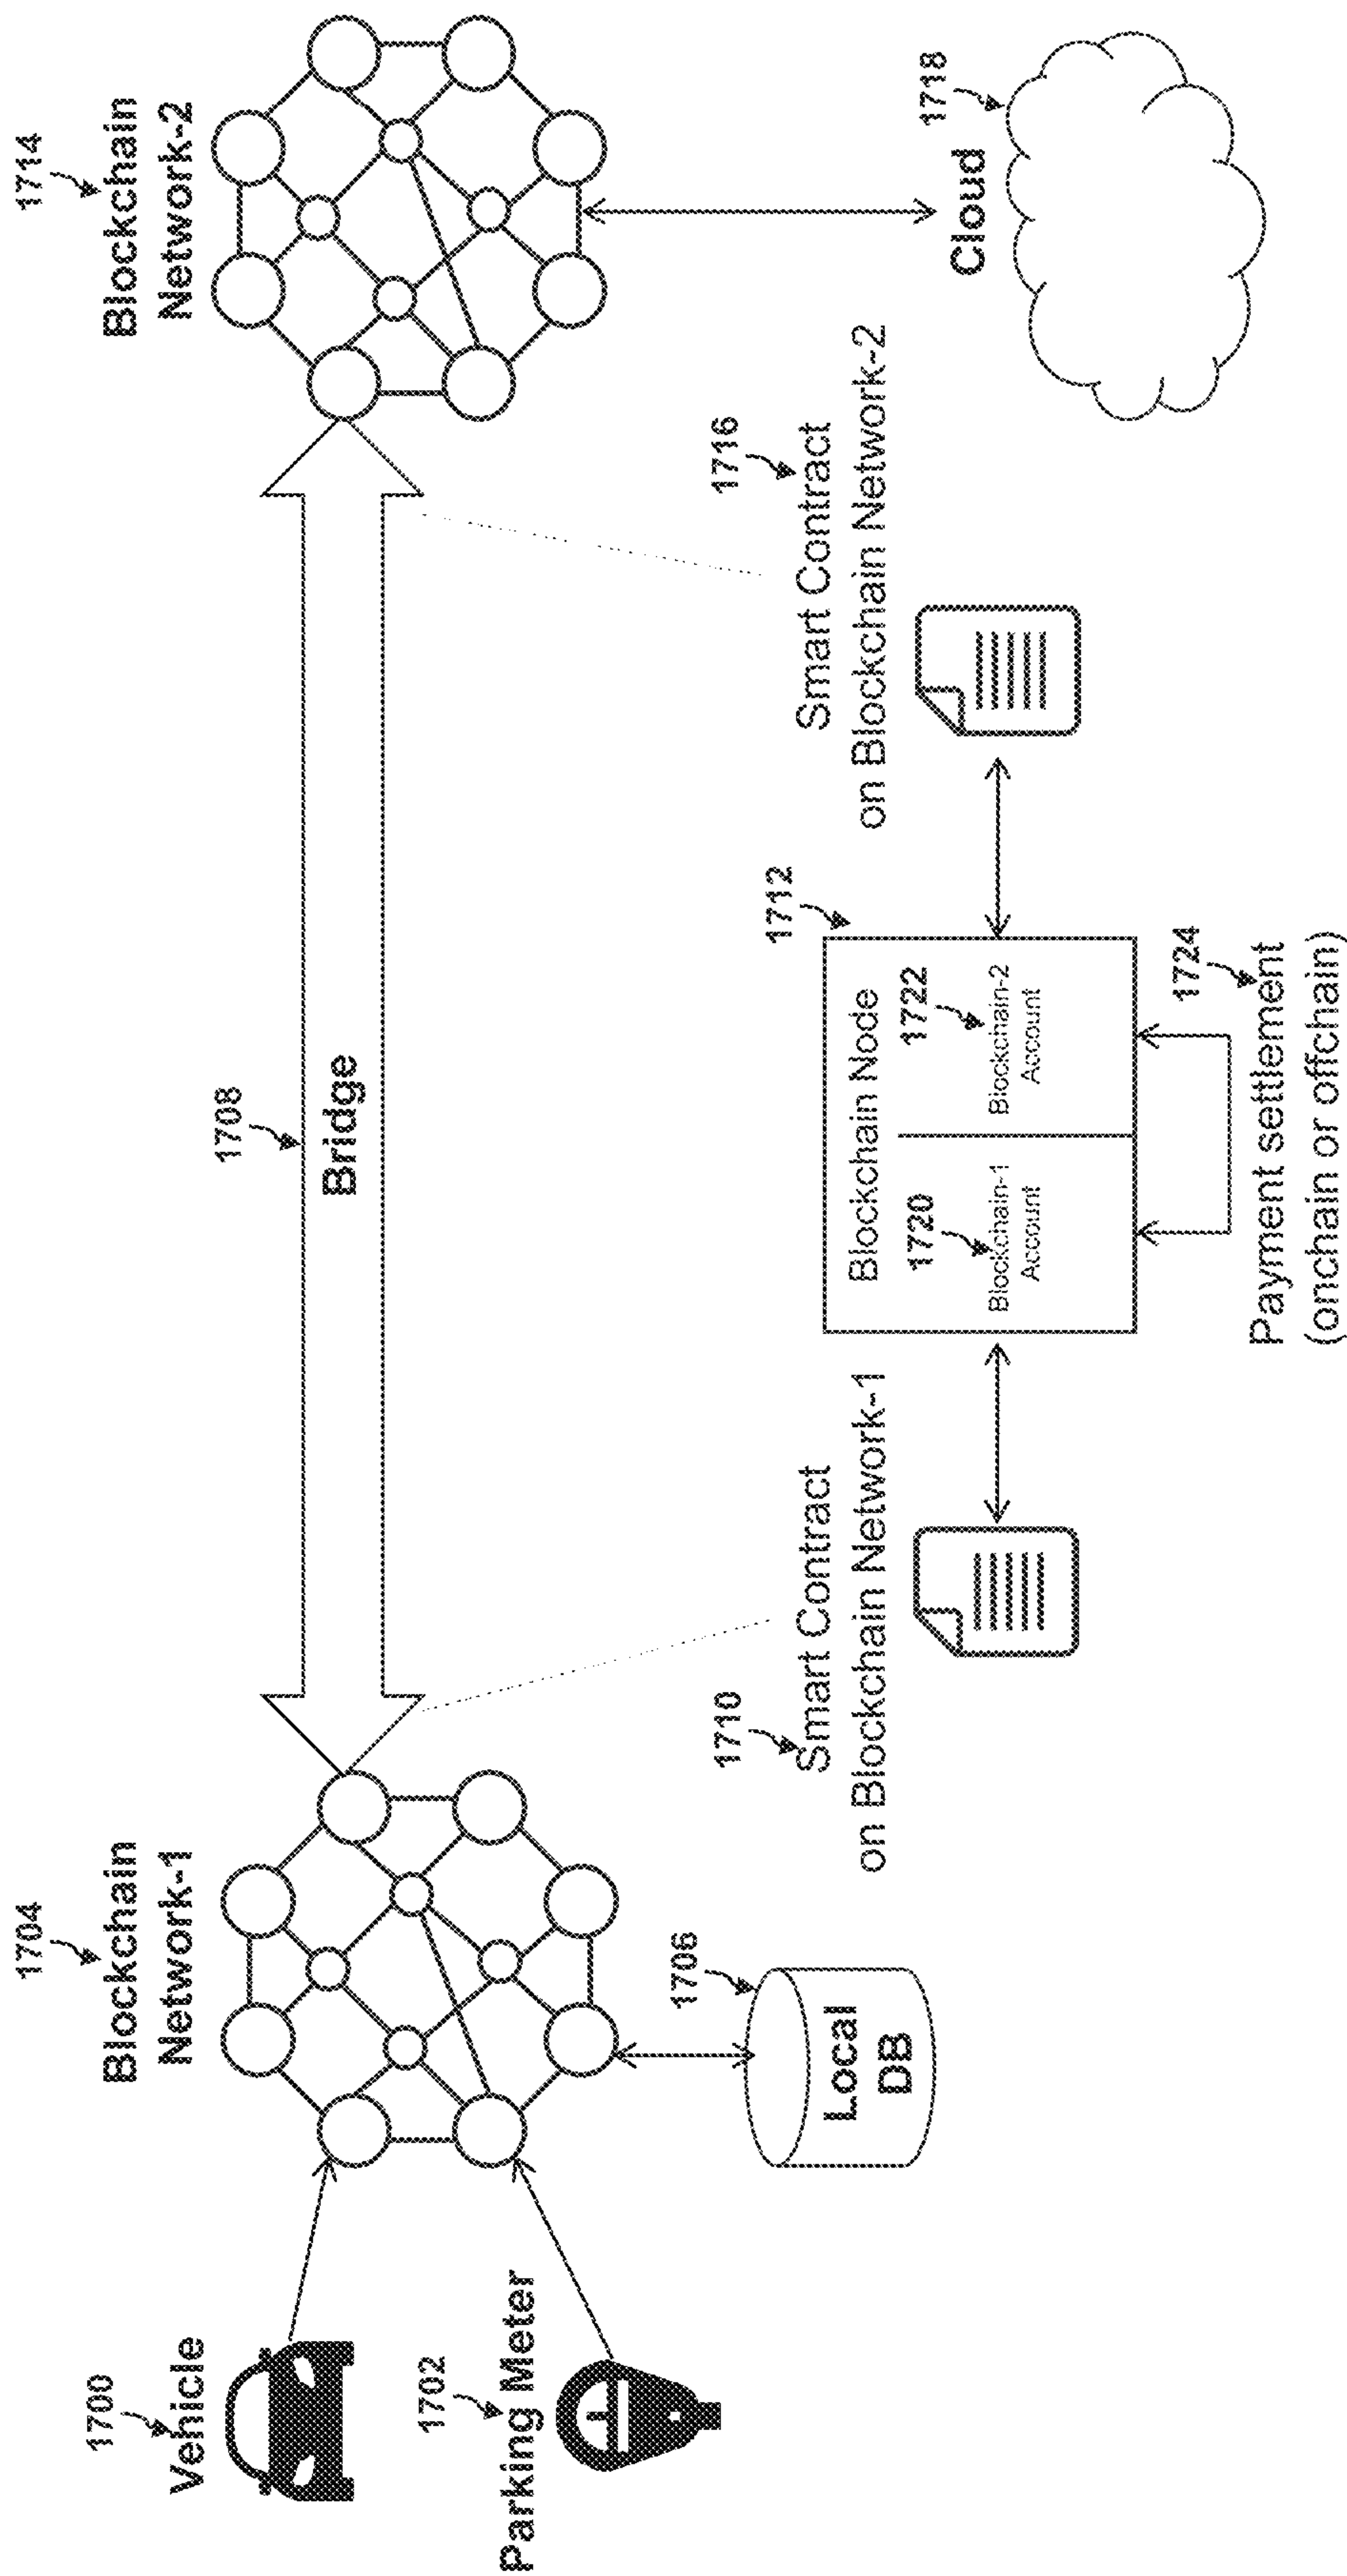 1700
Vehicle
1702
Parking Meter
1704
Blockchain
Network-1
1706
Local
DB
1708
Bridge
1714
Blockchain
Network-2
1710
Smart Contract
on Blockchain Network-1
1712
Blockchain Node
1720
Blockchain-1
Account
1722
Blockchain-2
Account
1724
Payment settlement
(onchain or offchain)
1716
Smart Contract
on Blockchain Network-2
1718
Cloud